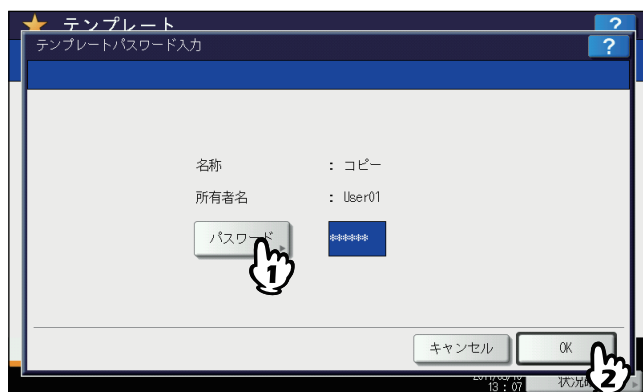 テンプレート
?
テンプレートパスワード入力
?
名称 : コピー
所有者名 : User01
パスワード ******
1
キャンセル OK
2
13 : 07